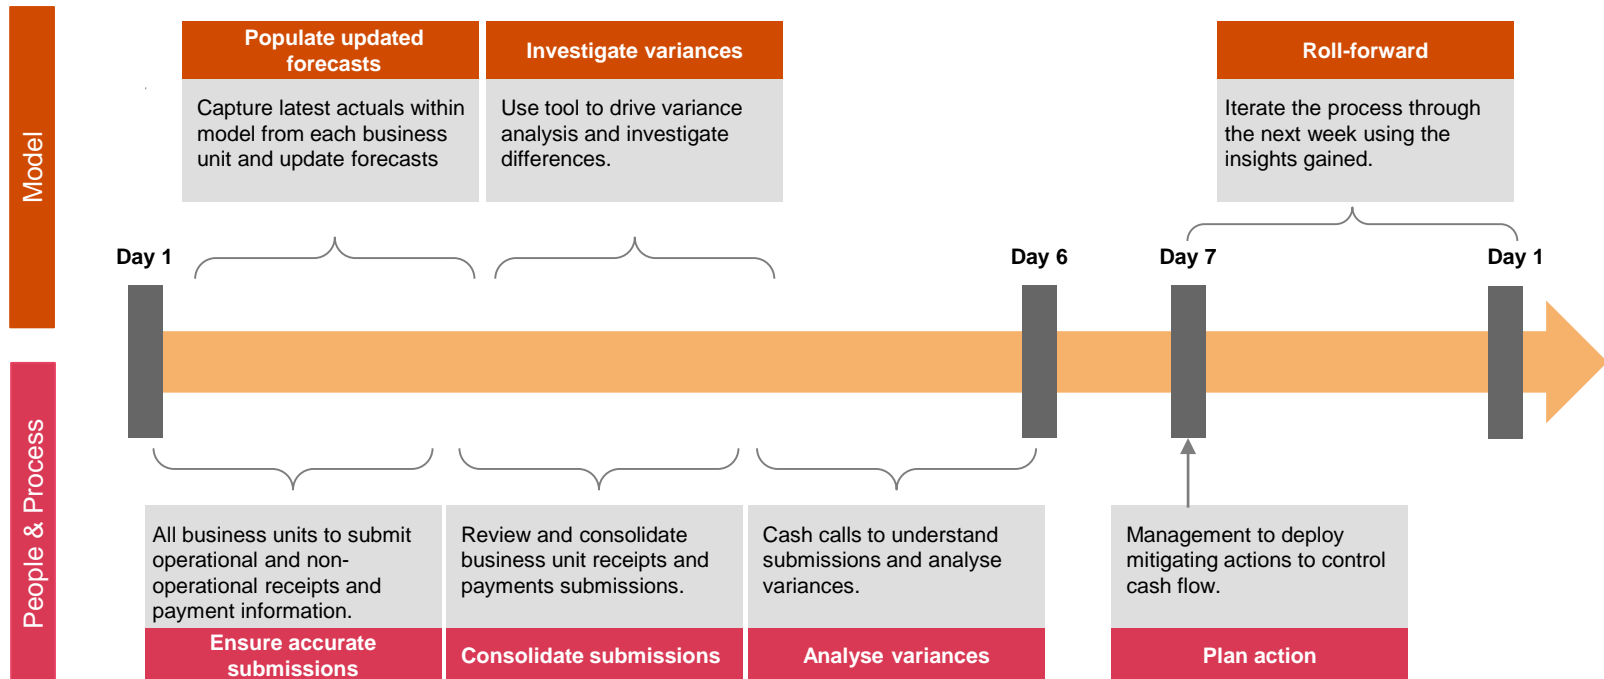 Model
Populate updated
forecasts
Capture latest actuals within
model from each business
unit and update forecasts
Investigate variances
Use tool to drive variance
analysis and investigate
differences.
Roll-forward
Iterate the process through
the next week using the
insights gained.
Day 1
Day 6
Day 7
Day 1
People & Process
All business units to submit
operational and non-
operational receipts and
payment information.
Ensure accurate
submissions
Review and consolidate
business unit receipts and
payments submissions.
Consolidate submissions
Cash calls to understand
submissions and analyse
variances.
Analyse variances
Management to deploy
mitigating actions to control
cash flow.
Plan action